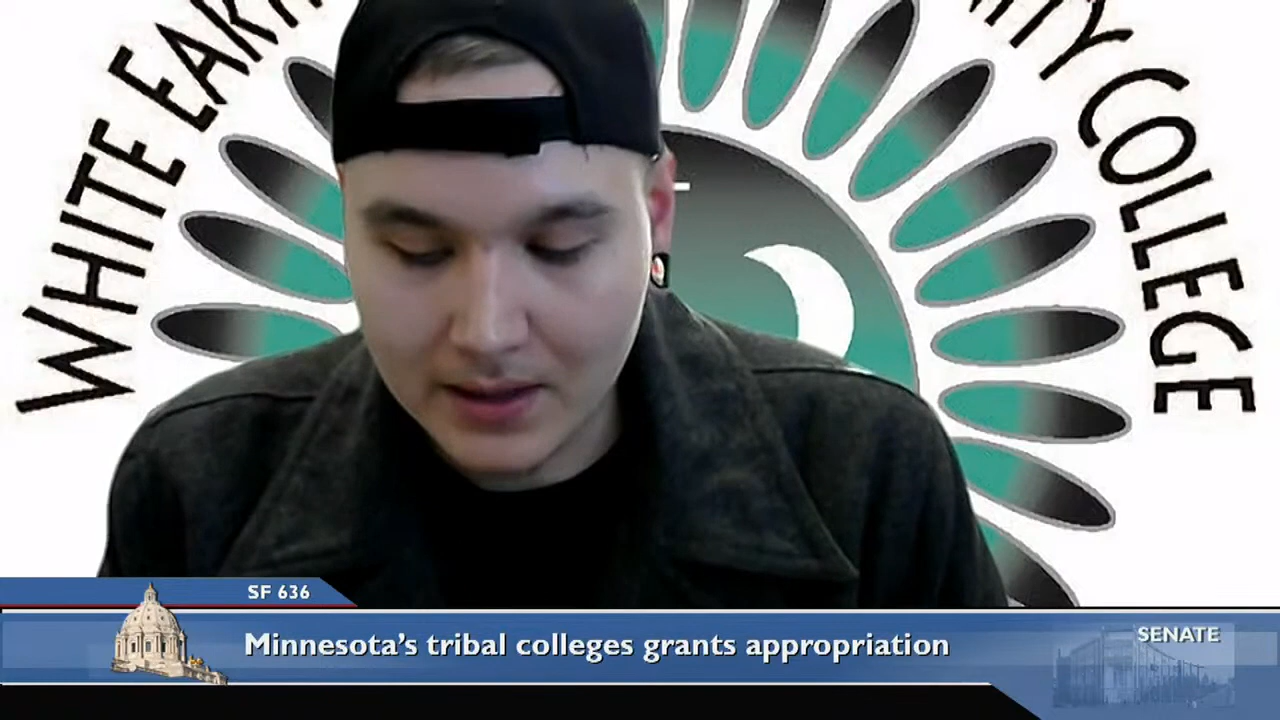 WHITE EAR
ITY COLLEGE
SF 636
Minnesota's tribal colleges grants appropriation
SENATE